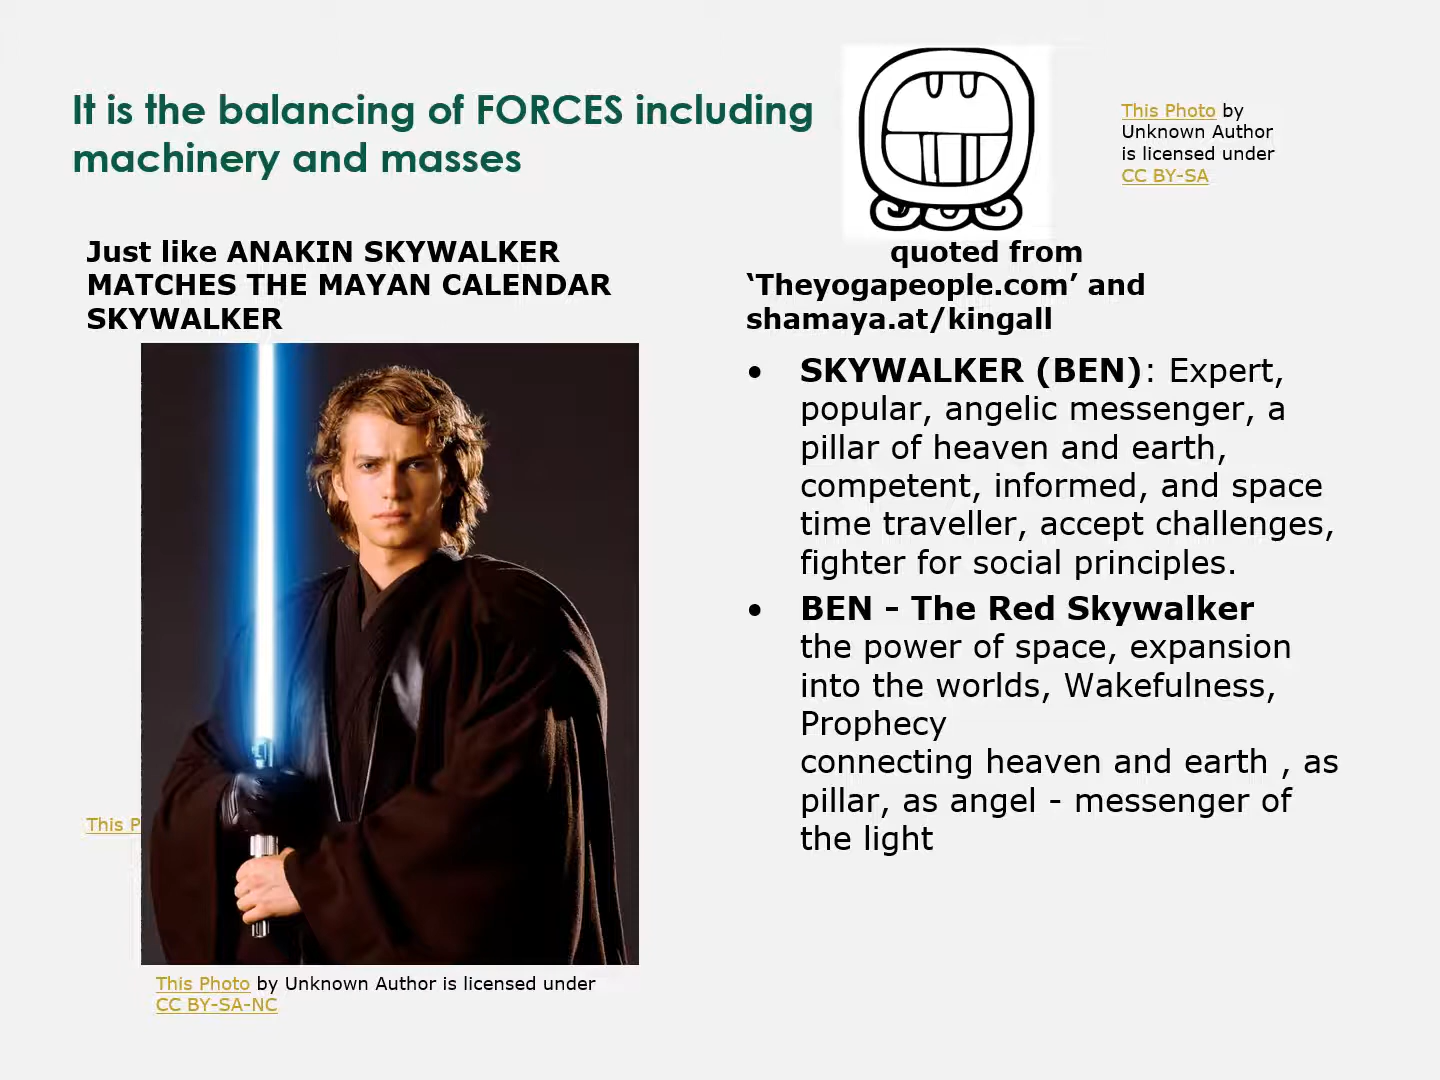 It is the balancing of FORCES including
machinery and masses
This Photo by
Unknown Author
is licensed under
CC BY-SA
Just like ANAKIN SKYWALKER
MATCHES THE MAYAN CALENDAR
SKYWALKER
This P
This Photo by Unknown Author is licensed under
CC BY-SA-NC
quoted from
‘Theyogapeople.com’ and
shamaya.at/kingall
• SKYWALKER (BEN): Expert,
popular, angelic messenger, a
pillar of heaven and earth,
competent, informed, and space
time traveller, accept challenges,
fighter for social principles.
• BEN - The Red Skywalker
the power of space, expansion
into the worlds, Wakefulness,
Prophecy
connecting heaven and earth , as
pillar, as angel - messenger of
the light